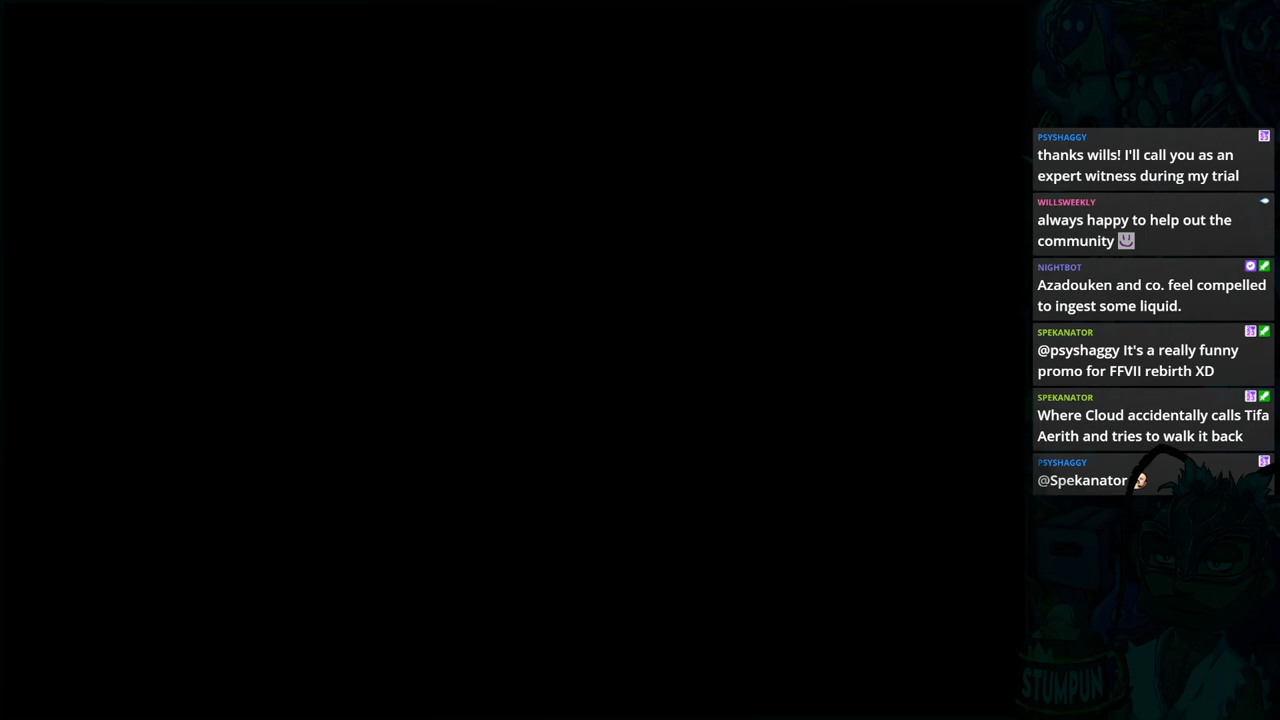 PSYSHAGGY
thanks wills! I'll call you as an
expert witness during my trial
WILLSWEEKLY
always happy to help out the
community
NIGHTBOT
Azadouken and co. feel compelled
to ingest some liquid.
SPEKANATOR
@psyshaggy It's a really funny
promo for FFVII rebirth XD
SPEKANATOR
Where Cloud accidentally calls Tifa
Aerith and tries to walk it back
PSYSHAGGY
@Spekanator
STUMPUN